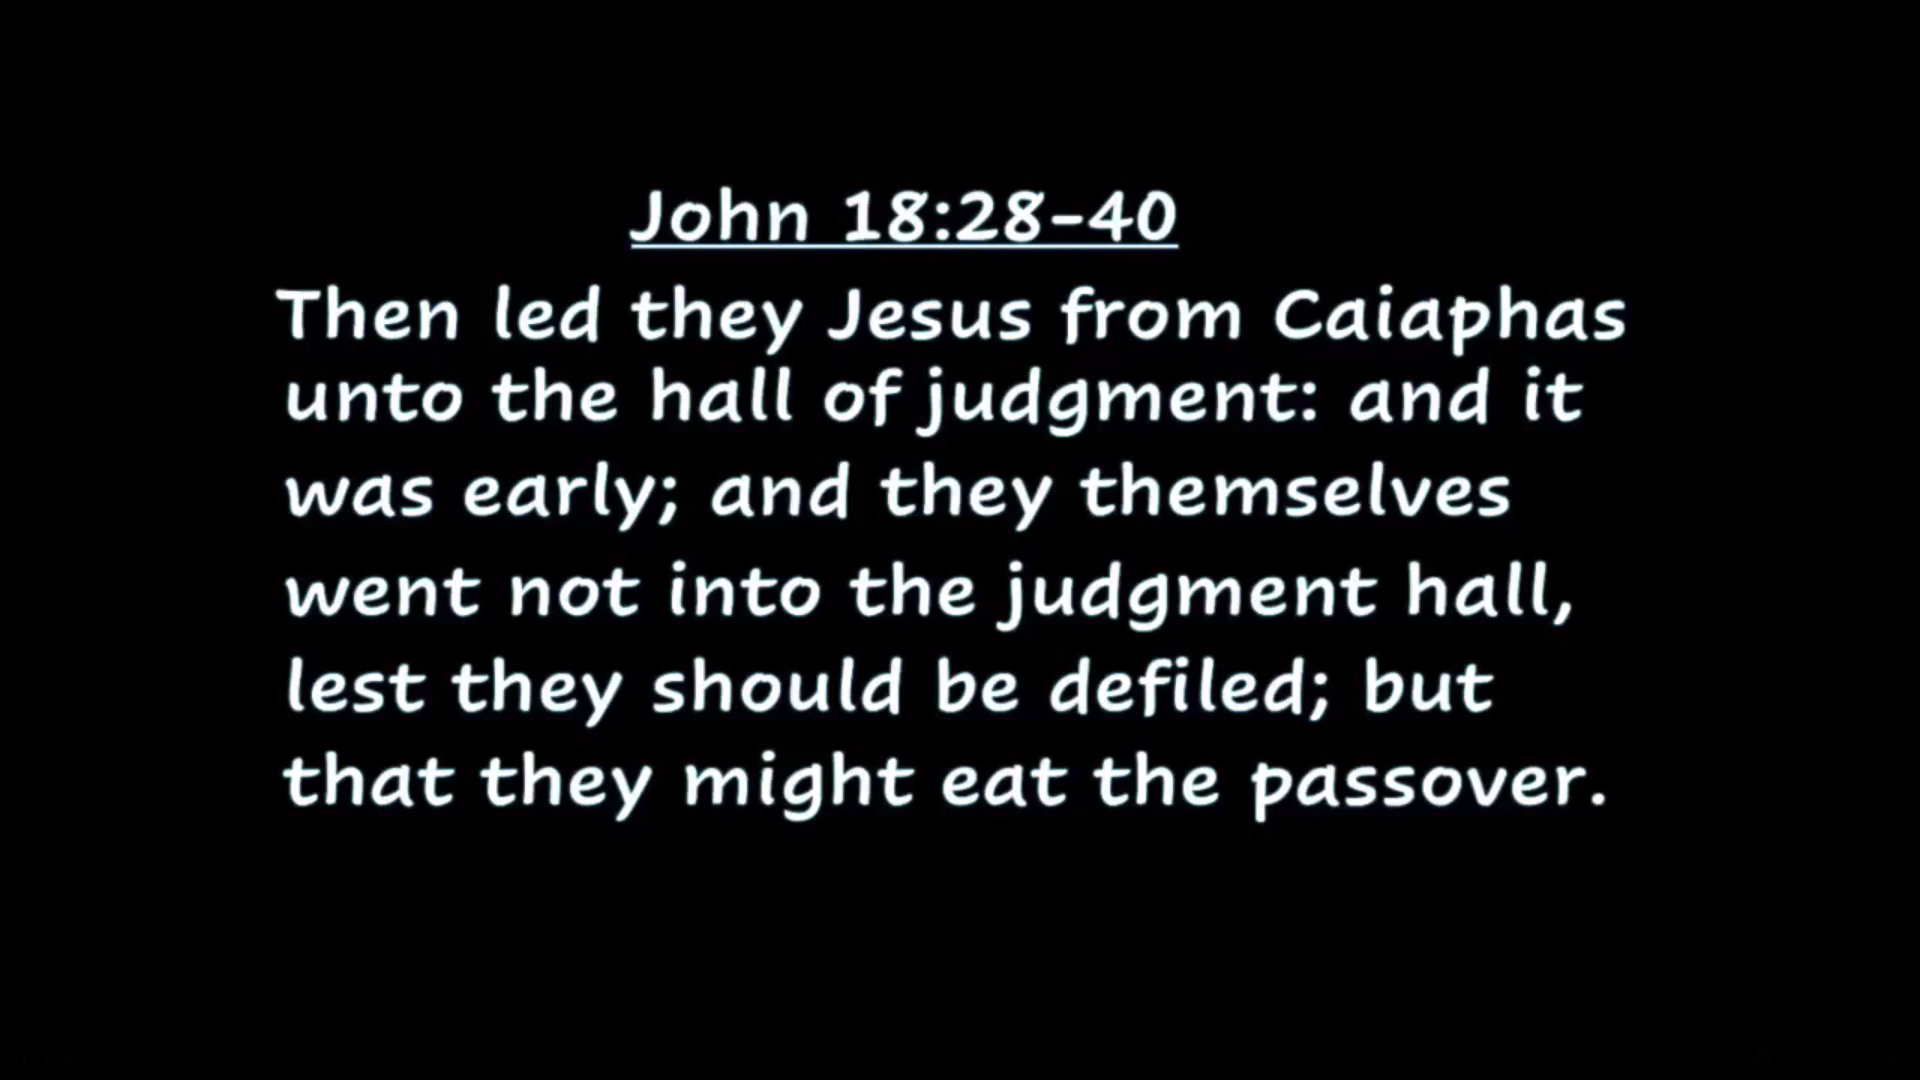 John 18:28-40
Then led they Jesus from Caiaphas
unto the hall of judgment: and it
was early; and they themselves
went not into the judgment hall,
lest they should be defiled; but
that they might eat the passover.